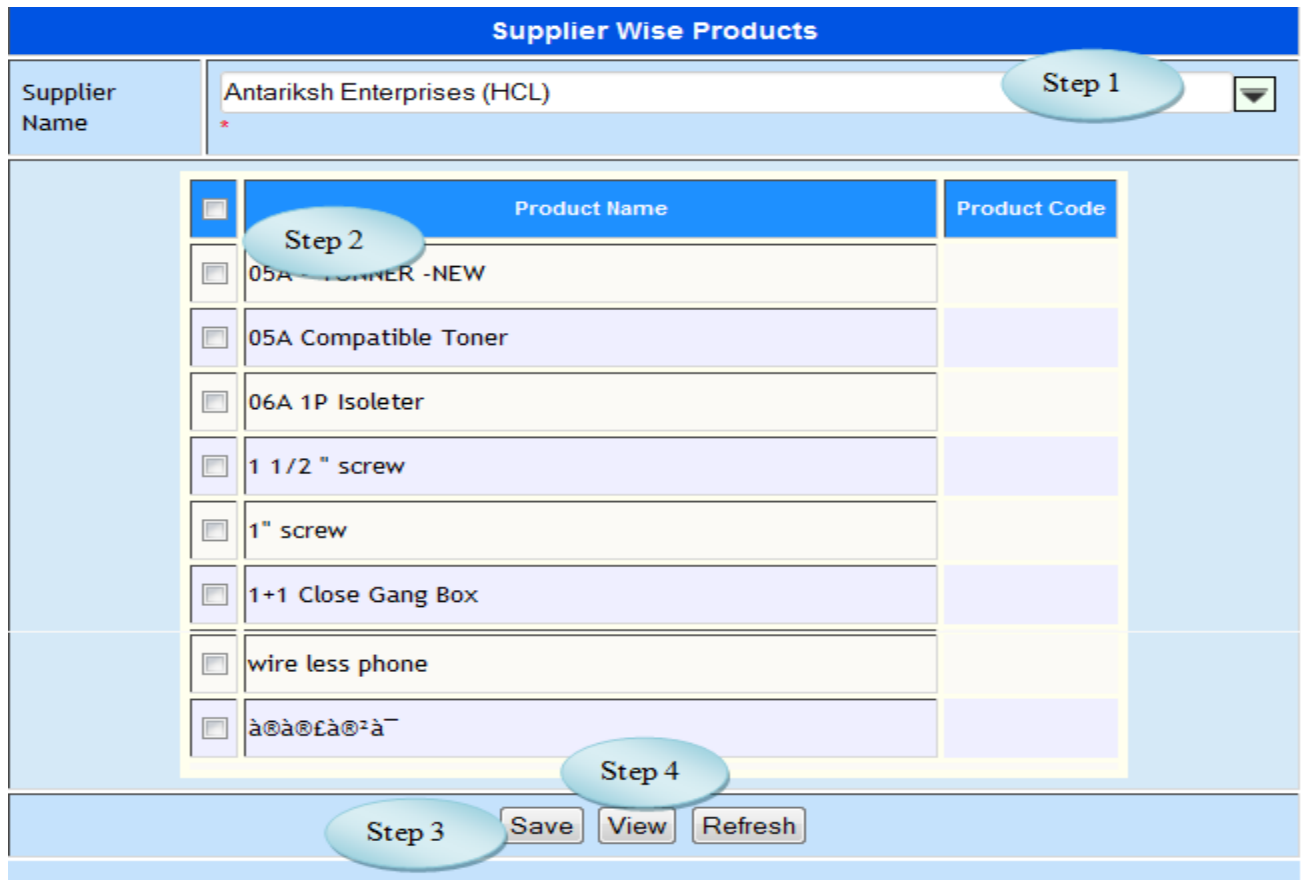 Supplier Wise Products
Supplier Name
Antariksh Enterprises (HCL)
*
Step 1
Product Name
Product Code
Step 2
05A - TONNER -NEW
05A Compatible Toner
06A 1P Isoleter
1 1/2 " screw
1" screw
1+1 Close Gang Box
wire less phone
à®à®£à®²à¯
Step 4
Step 3
Save
View
Refresh